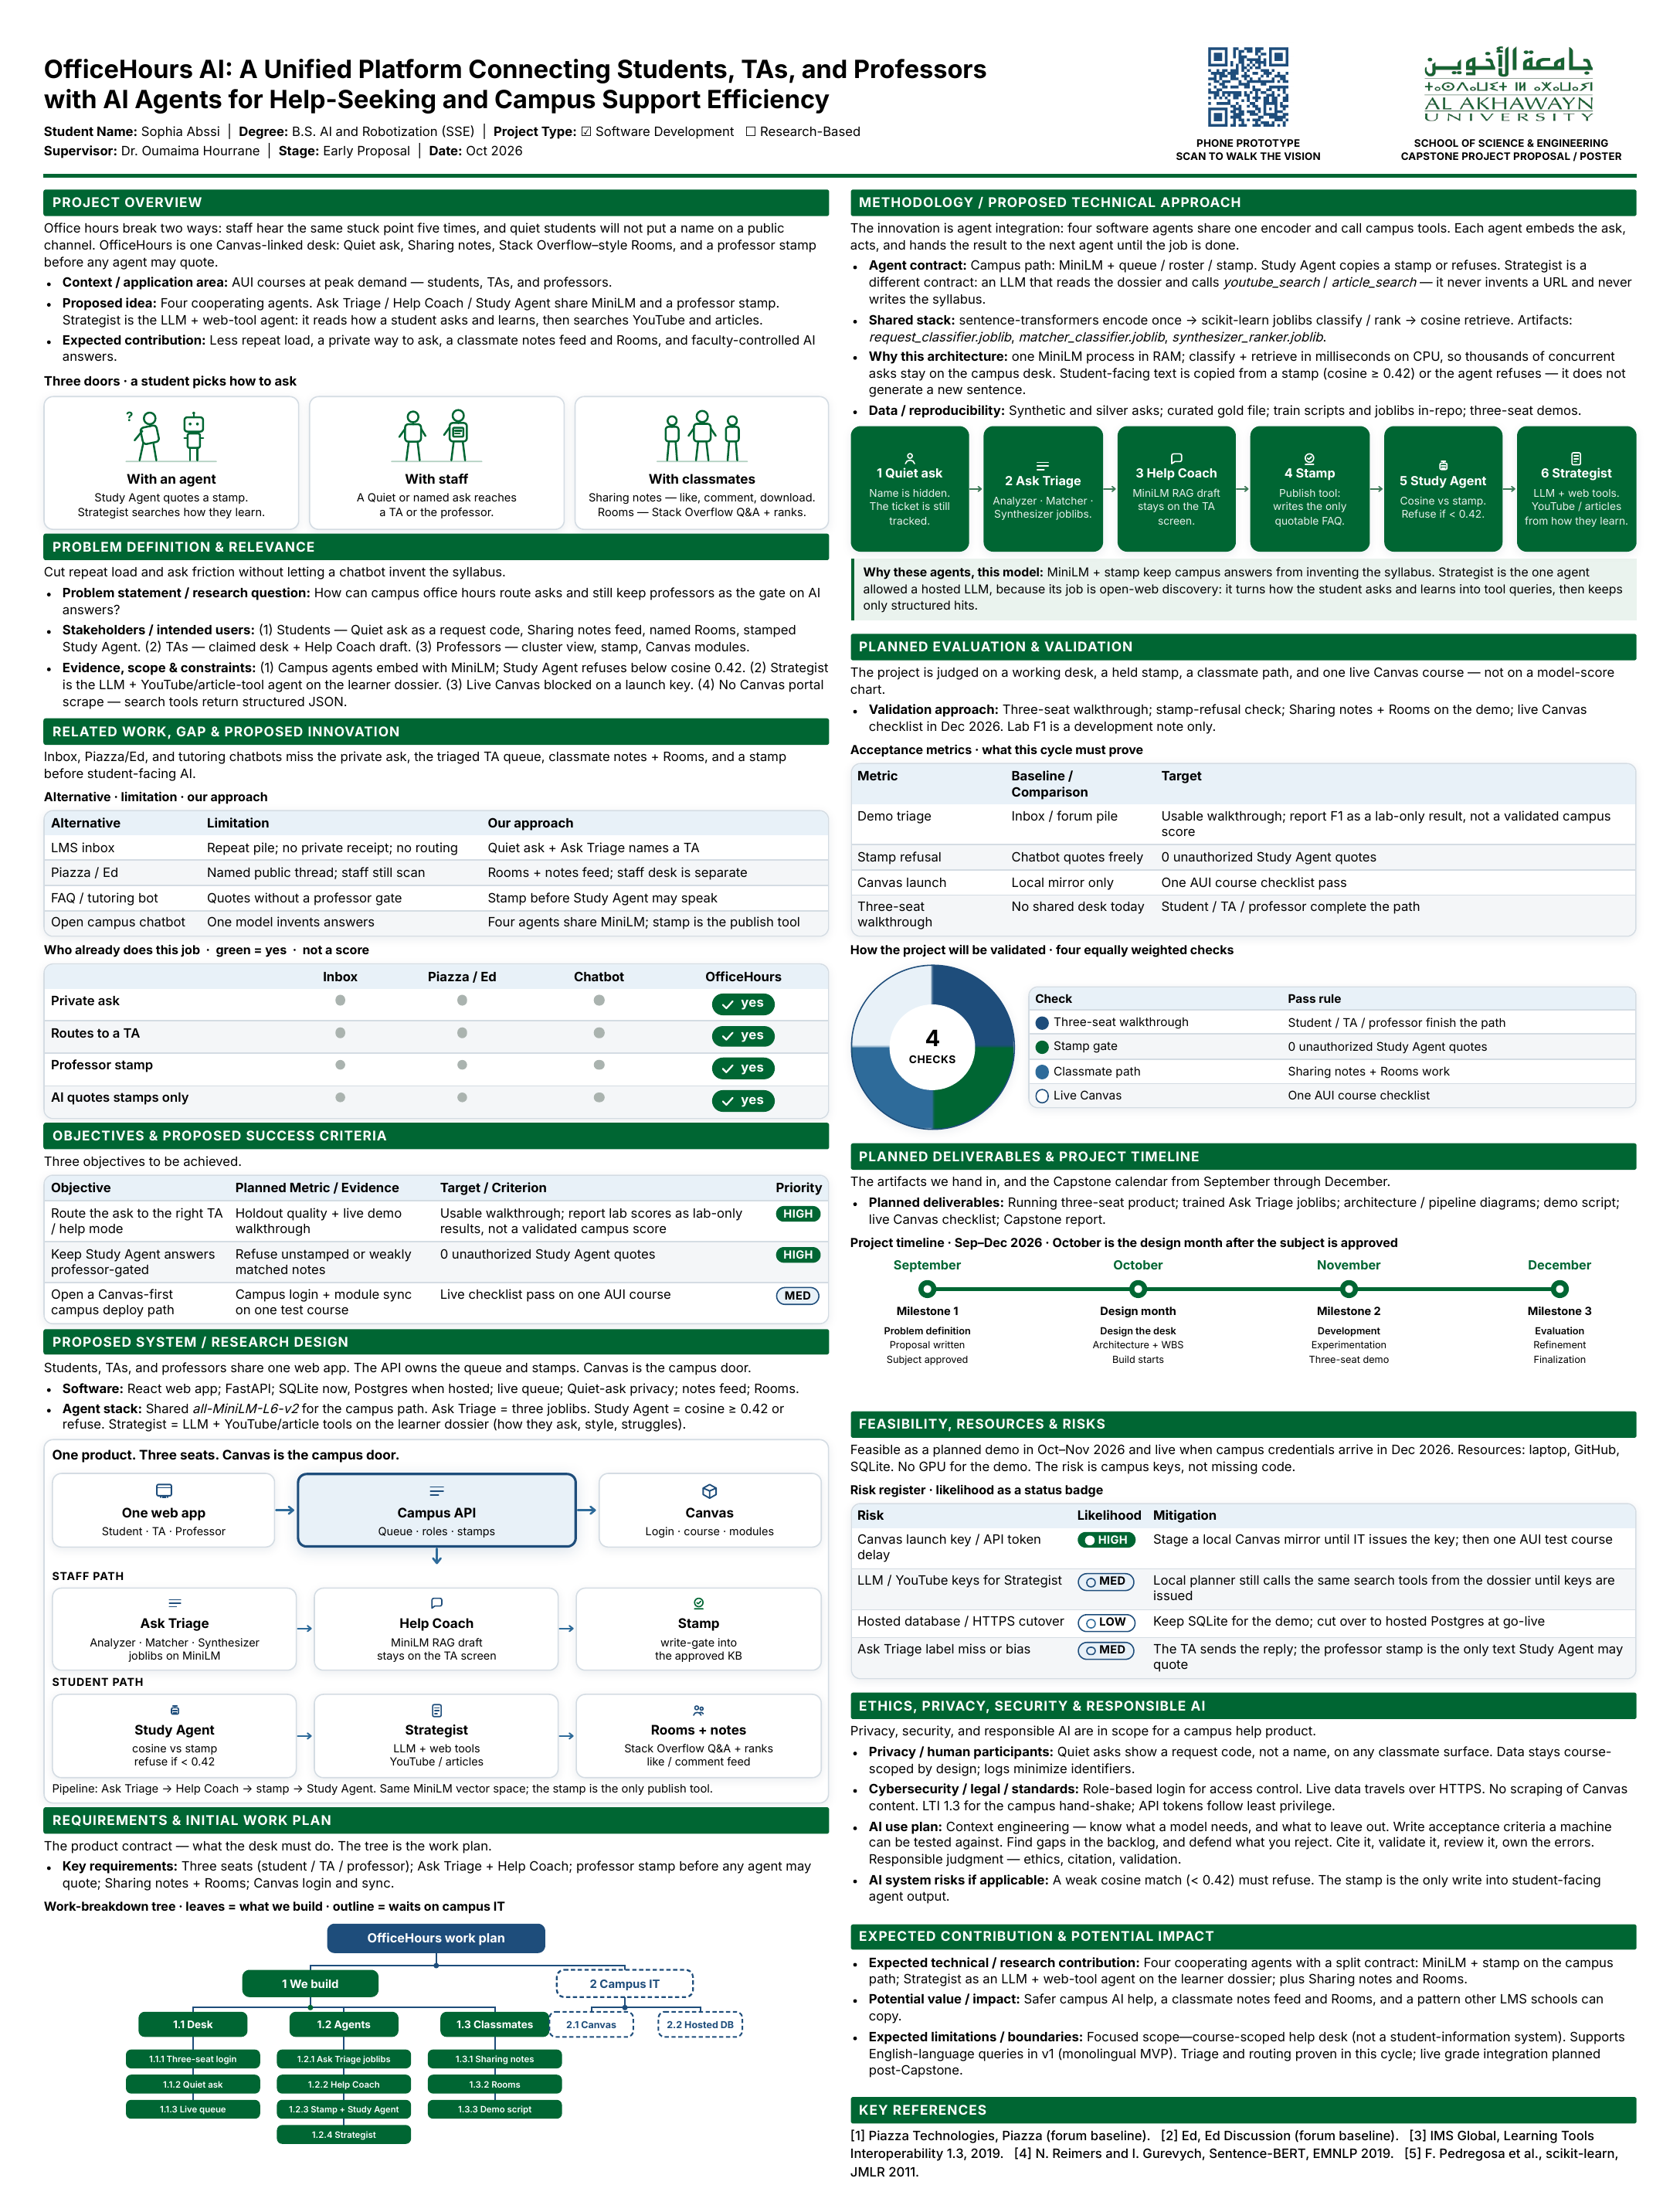 OfficeHours AI: A Unified Platform Connecting Students, TAs, and Professors
with AI Agents for Help-Seeking and Campus Support Efficiency
Student Name: Sophia Abssi | Degree: B.S. AI and Robotization (SSE) | Project Type: ☑ Software Development ☐ Research-Based
Supervisor: Dr. Oumaima Hourrane | Stage: Early Proposal | Date: Oct 2026
PHONE PROTOTYPE
SCAN TO WALK THE VISION
جامعة الأخوين
AL AKHAWAYN
UNIVERSITY
SCHOOL OF SCIENCE & ENGINEERING
CAPSTONE PROJECT PROPOSAL / POSTER
PROJECT OVERVIEW
Office hours break two ways: staff hear the same stuck point five times, and quiet students will not put a name on a public
channel. OfficeHours is one Canvas-linked desk: Quiet ask, Sharing notes, Stack Overflow–style Rooms, and a professor stamp
before any agent may quote.
• Context / application area: AUI courses at peak demand — students, TAs, and professors.
• Proposed idea: Four cooperating agents. Ask Triage / Help Coach / Study Agent share MiniLM and a professor stamp.
Strategist is the LLM + web-tool agent: it reads how a student asks and learns, then searches YouTube and articles.
• Expected contribution: Less repeat load, a private way to ask, a classmate notes feed and Rooms, and faculty-controlled AI
answers.
Three doors · a student picks how to ask
?
With an agent
Study Agent quotes a stamp.
Strategist searches how they learn.
With staff
A Quiet or named ask reaches
a TA or the professor.
With classmates
Sharing notes — like, comment, download.
Rooms — Stack Overflow Q&A + ranks.
PROBLEM DEFINITION & RELEVANCE
Cut repeat load and ask friction without letting a chatbot invent the syllabus.
• Problem statement / research question: How can campus office hours route asks and still keep professors as the gate on AI
answers?
• Stakeholders / intended users: (1) Students — Quiet ask as a request code, Sharing notes feed, named Rooms, stamped
Study Agent. (2) TAs — claimed desk + Help Coach draft. (3) Professors — cluster view, stamp, Canvas modules.
• Evidence, scope & constraints: (1) Campus agents embed with MiniLM; Study Agent refuses below cosine 0.42. (2) Strategist
is the LLM + YouTube/article-tool agent on the learner dossier. (3) Live Canvas blocked on a launch key. (4) No Canvas portal
scrape — search tools return structured JSON.
RELATED WORK, GAP & PROPOSED INNOVATION
Inbox, Piazza/Ed, and tutoring chatbots miss the private ask, the triaged TA queue, classmate notes + Rooms, and a stamp
before student-facing AI.
Alternative · limitation · our approach
Alternative Limitation Our approach
LMS inbox Repeat pile; no private receipt; no routing Quiet ask + Ask Triage names a TA
Piazza / Ed Named public thread; staff still scan Rooms + notes feed; staff desk is separate
FAQ / tutoring bot Quotes without a professor gate Stamp before Study Agent may speak
Open campus chatbot One model invents answers Four agents share MiniLM; stamp is the publish tool
Who already does this job · green = yes · not a score
Inbox Piazza / Ed Chatbot OfficeHours
Private ask ✓ yes
Routes to a TA ✓ yes
Professor stamp ✓ yes
AI quotes stamps only ✓ yes
OBJECTIVES & PROPOSED SUCCESS CRITERIA
Three objectives to be achieved.
Objective Planned Metric / Evidence Target / Criterion Priority
Route the ask to the right TA Holdout quality + live demo Usable walkthrough; report lab scores as lab-only HIGH
/ help mode walkthrough results, not a validated campus score
Keep Study Agent answers Refuse unstamped or weakly 0 unauthorized Study Agent quotes HIGH
professor-gated matched notes
Open a Canvas-first Campus login + module sync Live checklist pass on one AUI course MED
campus deploy path on one test course
PROPOSED SYSTEM / RESEARCH DESIGN
Students, TAs, and professors share one web app. The API owns the queue and stamps. Canvas is the campus door.
• Software: React web app; FastAPI; SQLite now, Postgres when hosted; live queue; Quiet-ask privacy; notes feed; Rooms.
• Agent stack: Shared all-MiniLM-L6-v2 for the campus path. Ask Triage = three joblibs. Study Agent = cosine ≥ 0.42 or
refuse. Strategist = LLM + YouTube/article tools on the learner dossier (how they ask, style, struggles).
One product. Three seats. Canvas is the campus door.
One web app
Student · TA · Professor
→
Campus API
Queue · roles · stamps
→
Canvas
Login · course · modules
↓
STAFF PATH
Ask Triage
Analyzer · Matcher · Synthesizer
joblibs on MiniLM
→
Help Coach
MiniLM RAG draft
stays on the TA screen
→
Stamp
write-gate into
the approved KB
STUDENT PATH
Study Agent
cosine vs stamp
refuse if < 0.42
→
Strategist
LLM + web tools
YouTube / articles
→
Rooms + notes
Stack Overflow Q&A + ranks
like / comment feed
Pipeline: Ask Triage → Help Coach → stamp → Study Agent. Same MiniLM vector space; the stamp is the only publish tool.
REQUIREMENTS & INITIAL WORK PLAN
The product contract — what the desk must do. The tree is the work plan.
• Key requirements: Three seats (student / TA / professor); Ask Triage + Help Coach; professor stamp before any agent may
quote; Sharing notes + Rooms; Canvas login and sync.
Work-breakdown tree · leaves = what we build · outline = waits on campus IT
OfficeHours work plan
1 We build 2 Campus IT
1.1 Desk 1.2 Agents 1.3 Classmates 2.1 Canvas 2.2 Hosted DB
1.1.1 Three-seat login 1.2.1 Ask Triage joblibs 1.3.1 Sharing notes
1.1.2 Quiet ask 1.2.2 Help Coach 1.3.2 Rooms
1.1.3 Live queue 1.2.3 Stamp + Study Agent 1.3.3 Demo script
1.2.4 Strategist
METHODOLOGY / PROPOSED TECHNICAL APPROACH
The innovation is agent integration: four software agents share one encoder and call campus tools. Each agent embeds the ask,
acts, and hands the result to the next agent until the job is done.
• Agent contract: Campus path: MiniLM + queue / roster / stamp. Study Agent copies a stamp or refuses. Strategist is a
different contract: an LLM that reads the dossier and calls youtube_search / article_search — it never invents a URL and never
writes the syllabus.
• Shared stack: sentence-transformers encode once → scikit-learn joblibs classify / rank → cosine retrieve. Artifacts:
request_classifier.joblib, matcher_classifier.joblib, synthesizer_ranker.joblib.
• Why this architecture: one MiniLM process in RAM; classify + retrieve in milliseconds on CPU, so thousands of concurrent
asks stay on the campus desk. Student-facing text is copied from a stamp (cosine ≥ 0.42) or the agent refuses — it does not
generate a new sentence.
• Data / reproducibility: Synthetic and silver asks; curated gold file; train scripts and joblibs in-repo; three-seat demos.
1 Quiet ask
Name is hidden.
The ticket is still
tracked.
→
2 Ask Triage
Analyzer · Matcher ·
Synthesizer joblibs.
→
3 Help Coach
MiniLM RAG draft
stays on the TA
screen.
→
4 Stamp
Publish tool:
writes the only
quotable FAQ.
→
5 Study Agent
Cosine vs stamp.
Refuse if < 0.42.
→
6 Strategist
LLM + web tools.
YouTube / articles
from how they learn.
Why these agents, this model: MiniLM + stamp keep campus answers from inventing the syllabus. Strategist is the one agent
allowed a hosted LLM, because its job is open-web discovery: it turns how the student asks and learns into tool queries, then keeps
only structured hits.
PLANNED EVALUATION & VALIDATION
The project is judged on a working desk, a held stamp, a classmate path, and one live Canvas course — not on a model-score
chart.
• Validation approach: Three-seat walkthrough; stamp-refusal check; Sharing notes + Rooms on the demo; live Canvas
checklist in Dec 2026. Lab F1 is a development note only.
Acceptance metrics · what this cycle must prove
Metric Baseline / Target
Comparison
Demo triage Inbox / forum pile Usable walkthrough; report F1 as a lab-only result, not a validated campus
score
Stamp refusal Chatbot quotes freely 0 unauthorized Study Agent quotes
Canvas launch Local mirror only One AUI course checklist pass
Three-seat No shared desk today Student / TA / professor complete the path
walkthrough
How the project will be validated · four equally weighted checks
4
CHECKS
Check Pass rule
Three-seat walkthrough Student / TA / professor finish the path
Stamp gate 0 unauthorized Study Agent quotes
Classmate path Sharing notes + Rooms work
Live Canvas One AUI course checklist
PLANNED DELIVERABLES & PROJECT TIMELINE
The artifacts we hand in, and the Capstone calendar from September through December.
• Planned deliverables: Running three-seat product; trained Ask Triage joblibs; architecture / pipeline diagrams; demo script;
live Canvas checklist; Capstone report.
Project timeline · Sep–Dec 2026 · October is the design month after the subject is approved
September October November December
Milestone 1 Design month Milestone 2 Milestone 3
Problem definition Design the desk Development Evaluation
Proposal written Architecture + WBS Experimentation Refinement
Subject approved Build starts Three-seat demo Finalization
FEASIBILITY, RESOURCES & RISKS
Feasible as a planned demo in Oct–Nov 2026 and live when campus credentials arrive in Dec 2026. Resources: laptop, GitHub,
SQLite. No GPU for the demo. The risk is campus keys, not missing code.
Risk register · likelihood as a status badge
Risk Likelihood Mitigation
Canvas launch key / API token HIGH Stage a local Canvas mirror until IT issues the key; then one AUI test course
delay
LLM / YouTube keys for Strategist MED Local planner still calls the same search tools from the dossier until keys are
issued
Hosted database / HTTPS cutover LOW Keep SQLite for the demo; cut over to hosted Postgres at go-live
Ask Triage label miss or bias MED The TA sends the reply; the professor stamp is the only text Study Agent may
quote
ETHICS, PRIVACY, SECURITY & RESPONSIBLE AI
Privacy, security, and responsible AI are in scope for a campus help product.
• Privacy / human participants: Quiet asks show a request code, not a name, on any classmate surface. Data stays course-
scoped by design; logs minimize identifiers.
• Cybersecurity / legal / standards: Role-based login for access control. Live data travels over HTTPS. No scraping of Canvas
content. LTI 1.3 for the campus hand-shake; API tokens follow least privilege.
• AI use plan: Context engineering — know what a model needs, and what to leave out. Write acceptance criteria a machine
can be tested against. Find gaps in the backlog, and defend what you reject. Cite it, validate it, review it, own the errors.
Responsible judgment — ethics, citation, validation.
• AI system risks if applicable: A weak cosine match (< 0.42) must refuse. The stamp is the only write into student-facing
agent output.
EXPECTED CONTRIBUTION & POTENTIAL IMPACT
• Expected technical / research contribution: Four cooperating agents with a split contract: MiniLM + stamp on the campus
path; Strategist as an LLM + web-tool agent on the learner dossier; plus Sharing notes and Rooms.
• Potential value / impact: Safer campus AI help, a classmate notes feed and Rooms, and a pattern other LMS schools can
copy.
• Expected limitations / boundaries: Focused scope—course-scoped help desk (not a student-information system). Supports
English-language queries in v1 (monolingual MVP). Triage and routing proven in this cycle; live grade integration planned
post-Capstone.
KEY REFERENCES
[1] Piazza Technologies, Piazza (forum baseline). [2] Ed, Ed Discussion (forum baseline). [3] IMS Global, Learning Tools
Interoperability 1.3, 2019. [4] N. Reimers and I. Gurevych, Sentence-BERT, EMNLP 2019. [5] F. Pedregosa et al., scikit-learn,
JMLR 2011.